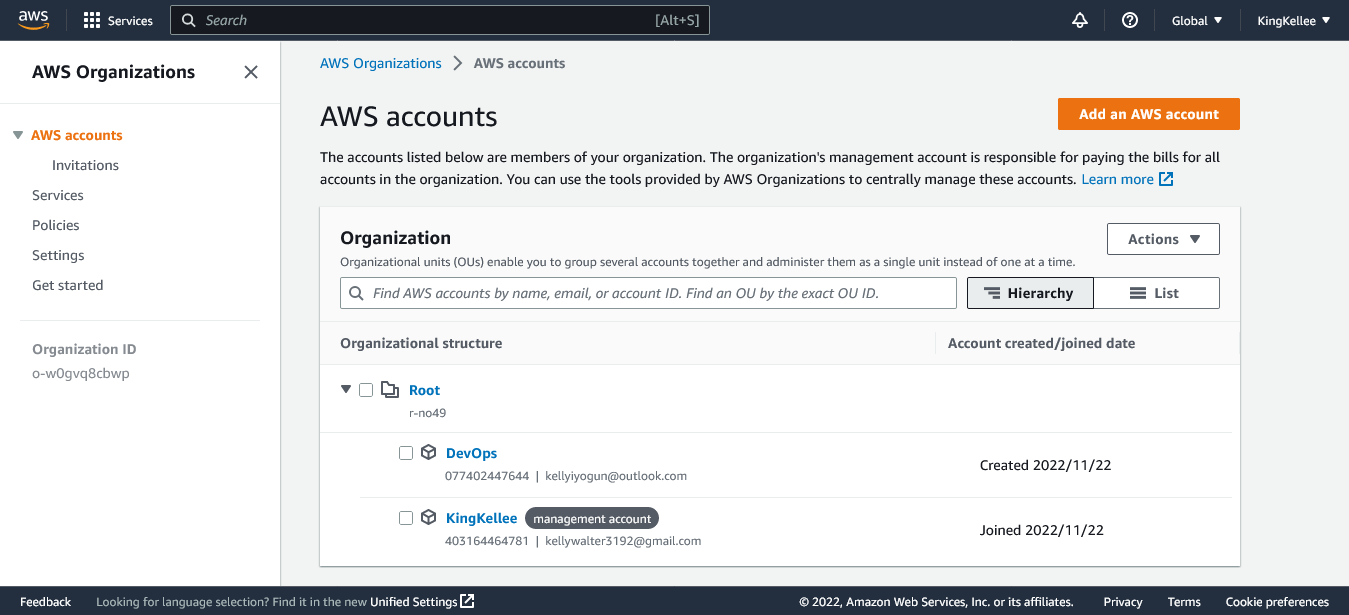 aws
Services
Search
[Alt+S]
Global
KingKellee
AWS Organizations
AWS accounts
Invitations
Services
Policies
Settings
Get started
Organization ID
o-w0gvq8cbwp
AWS Organizations > AWS accounts
AWS accounts
Add an AWS account
The accounts listed below are members of your organization. The organization's management account is responsible for paying the bills for all
accounts in the organization. You can use the tools provided by AWS Organizations to centrally manage these accounts. Learn more
Organization
Actions
Organizational units (OUs) enable you to group several accounts together and administer them as a single unit instead of one at a time.
Find AWS accounts by name, email, or account ID. Find an OU by the exact OU ID.
Hierarchy
List
Organizational structure
Account created/joined date
Root
r-no49
DevOps
077402447644 | kellyiyogun@outlook.com
Created 2022/11/22
KingKellee management account
403164464781 | kellywalter3192@gmail.com
Joined 2022/11/22
Feedback
Looking for language selection? Find it in the new Unified Settings
© 2022, Amazon Web Services, Inc. or its affiliates.
Privacy
Terms
Cookie preferences